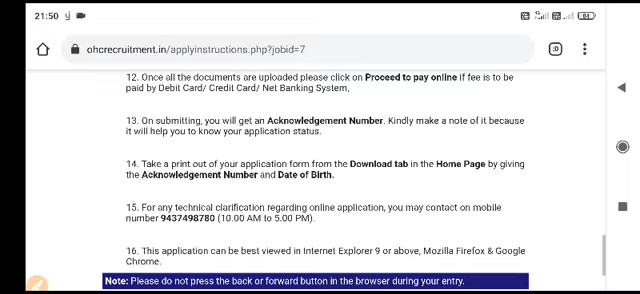 21:50
84
ohcrecruitment.in/applyinstructions.php?jobid=7
:D
12. Once all the documents are uploaded please click on Proceed to pay online if fee is to be
paid by Debit Card/ Credit Card/ Net Banking System,
13. On submitting, you will get an Acknowledgement Number. Kindly make a note of it because
it will help you to know your application status.
14. Take a print out of your application form from the Download tab in the Home Page by giving
the Acknowledgement Number and Date of Birth.
15. For any technical clarification regarding online application, you may contact on mobile
number 9437498780 (10.00 AM to 5.00 PM).
16. This application can be best viewed in Internet Explorer 9 or above, Mozilla Firefox & Google
Chrome.
Note: Please do not press the back or forward button in the browser during your entry.